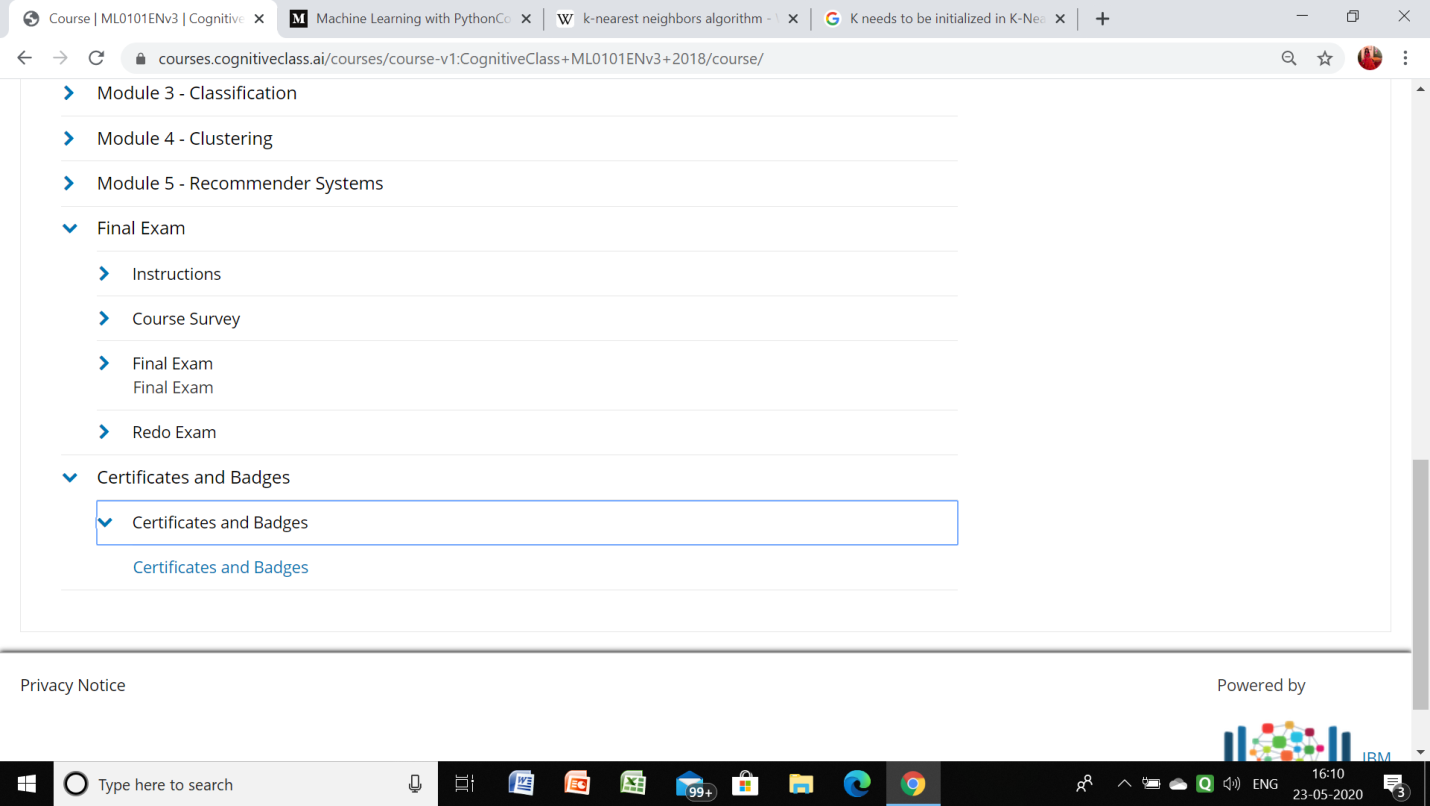 Course | ML0101ENv3 | Cognitive
M Machine Learning with PythonCo
W k-nearest neighbors algorithm -
G K needs to be initialized in K-Nea
courses.cognitiveclass.ai/courses/course-v1:CognitiveClass+ML0101ENv3+2018/course/
Module 3 - Classification
Module 4 - Clustering
Module 5 - Recommender Systems
Final Exam
Instructions
Course Survey
Final Exam
Final Exam
Redo Exam
Certificates and Badges
Certificates and Badges
Certificates and Badges
Privacy Notice
Powered by
IBM
Type here to search
99+
Q
ENG
16:10
23-05-2020
3